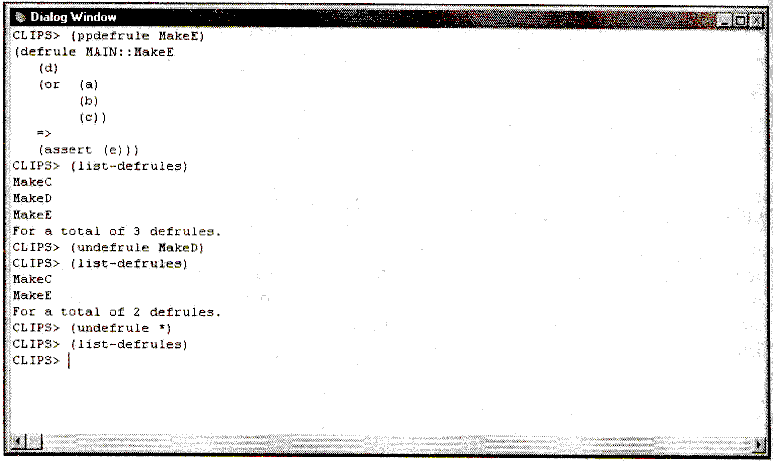 Dialog Window
CLIPS> (ppdefrule MakeE)
(defrule MAIN::MakeE
   (d)
   (or  (a)
        (b)
        (c))
   =>
   (assert (e)))
CLIPS> (list-defrules)
MakeC
MakeD
MakeE
For a total of 3 defrules.
CLIPS> (undefrule MakeD)
CLIPS> (list-defrules)
MakeC
MakeE
For a total of 2 defrules.
CLIPS> (undefrule *)
CLIPS> (list-defrules)
CLIPS>